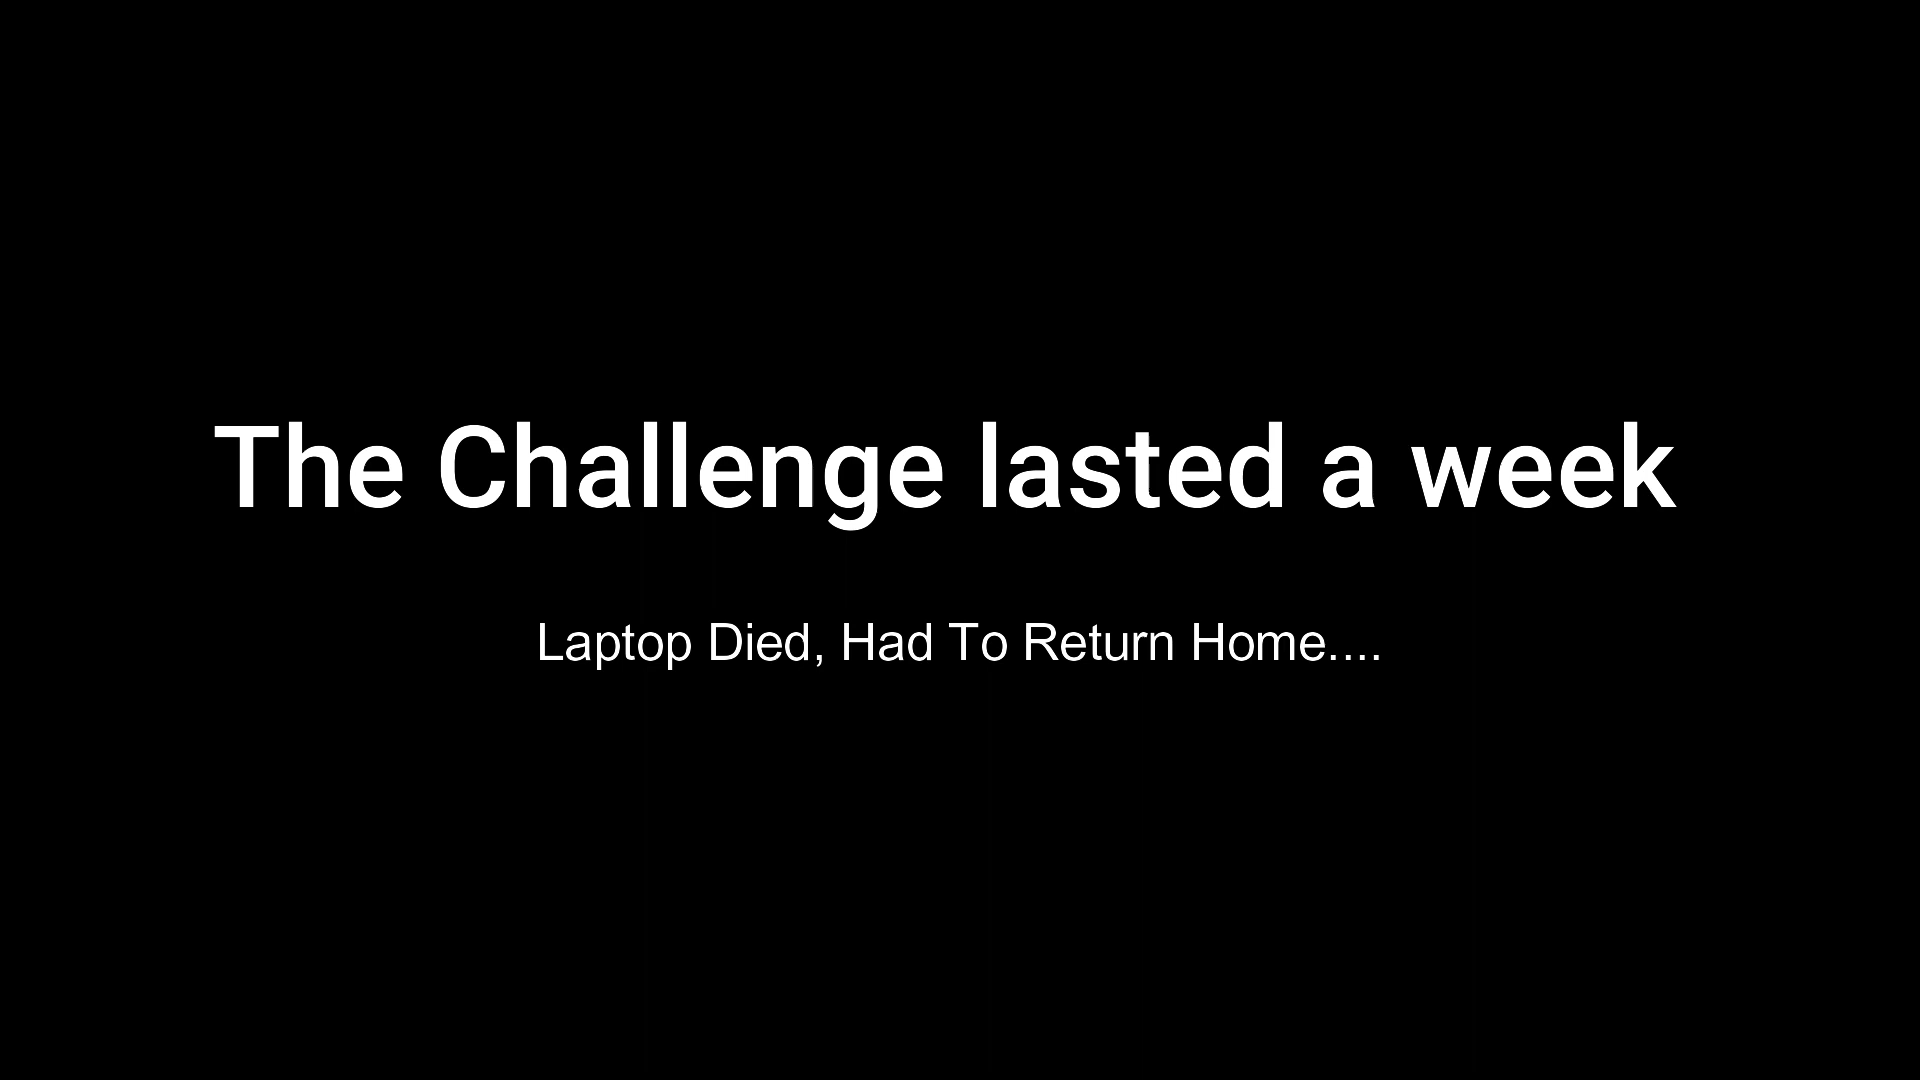 The Challenge lasted a week
Laptop Died, Had To Return Home....